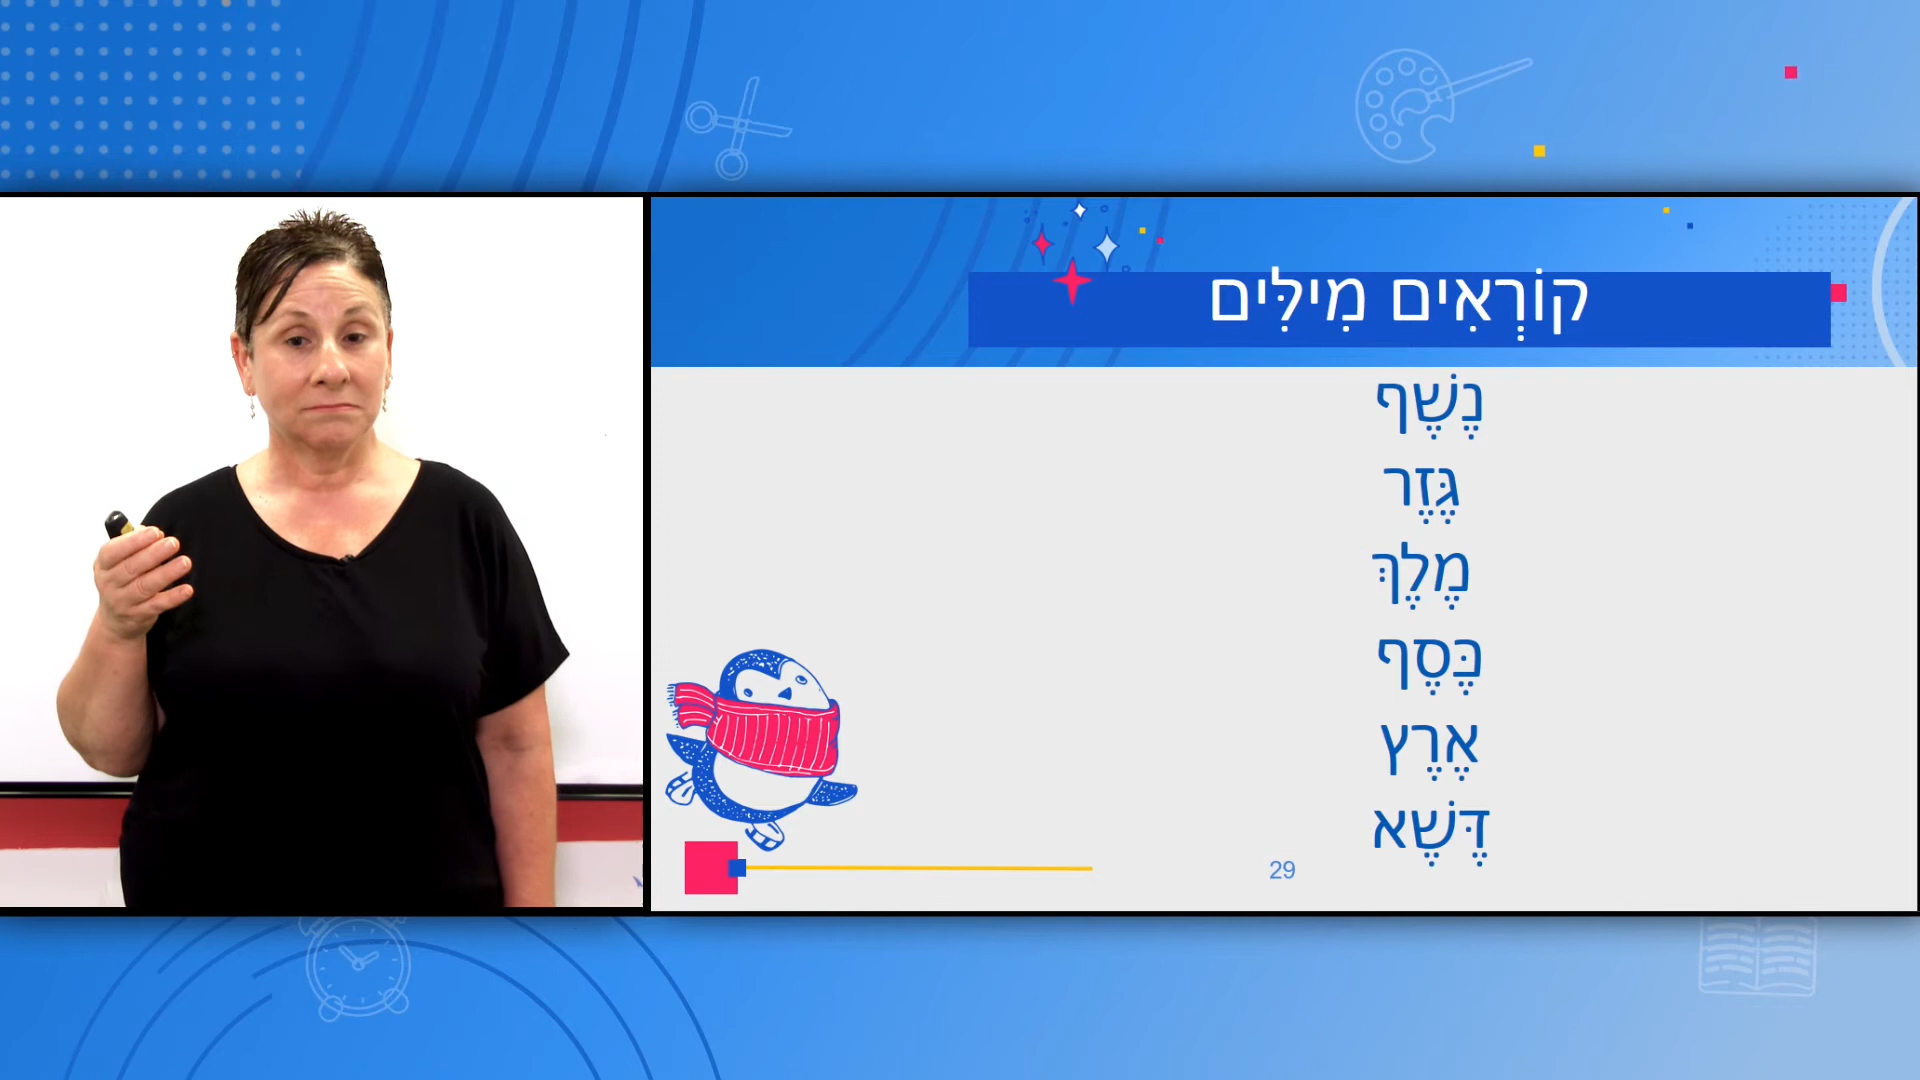 קוֹרְאִים מִילִּים
נֶשֶׁף
גֶּזֶר
מֶלֶךְ
כֶּסֶף
אֶרֶץ
דֶּשֶׁא
29